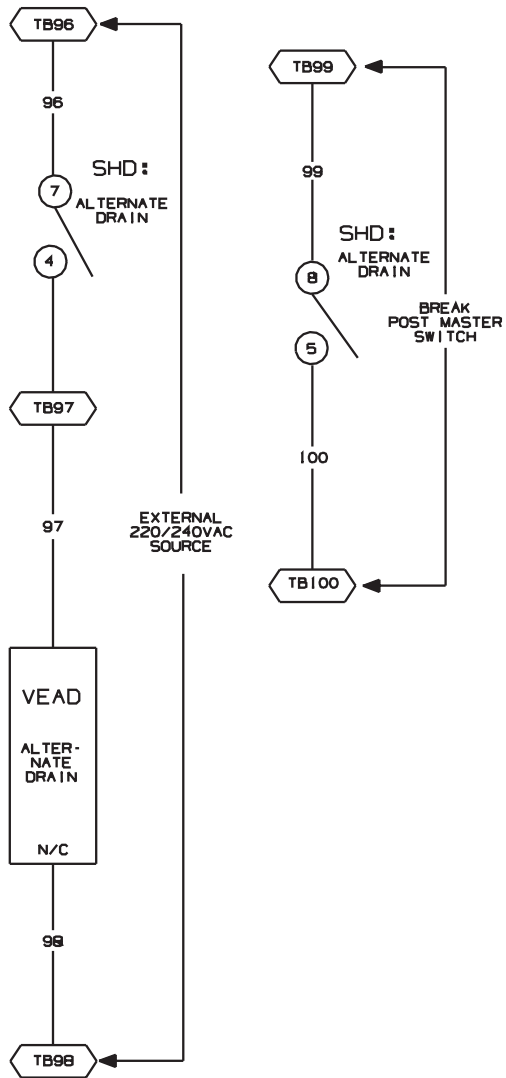 TB96
96
7
SHD:
ALTERNATE
DRAIN
4
TB97
97
EXTERNAL
220/240VAC
SOURCE
VEAD
ALTER-
NATE
DRAIN
N/C
98
TB98
TB99
99
SHD:
ALTERNATE
DRAIN
8
5
BREAK
POST MASTER
SWITCH
100
TB100